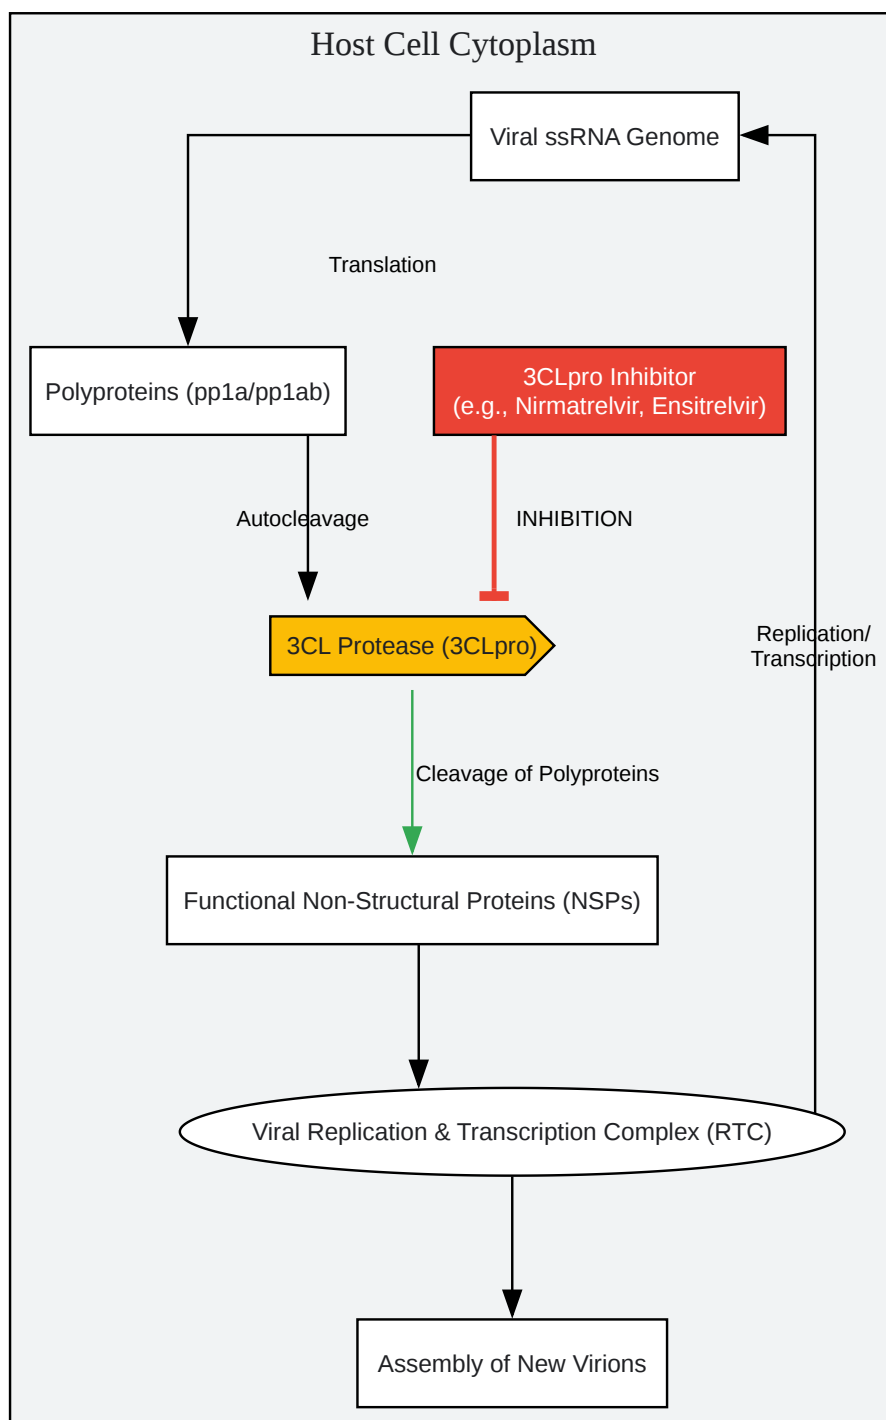 Host Cell Cytoplasm
Viral ssRNA Genome
Translation
Polyproteins (pp1a/pp1ab)
3CLpro Inhibitor
(e.g., Nirmatrelvir, Ensitrelvir)
Autocleavage
INHIBITION
3CL Protease (3CLpro)
Replication/
Transcription
Cleavage of Polyproteins
Functional Non-Structural Proteins (NSPs)
Viral Replication & Transcription Complex (RTC)
Assembly of New Virions